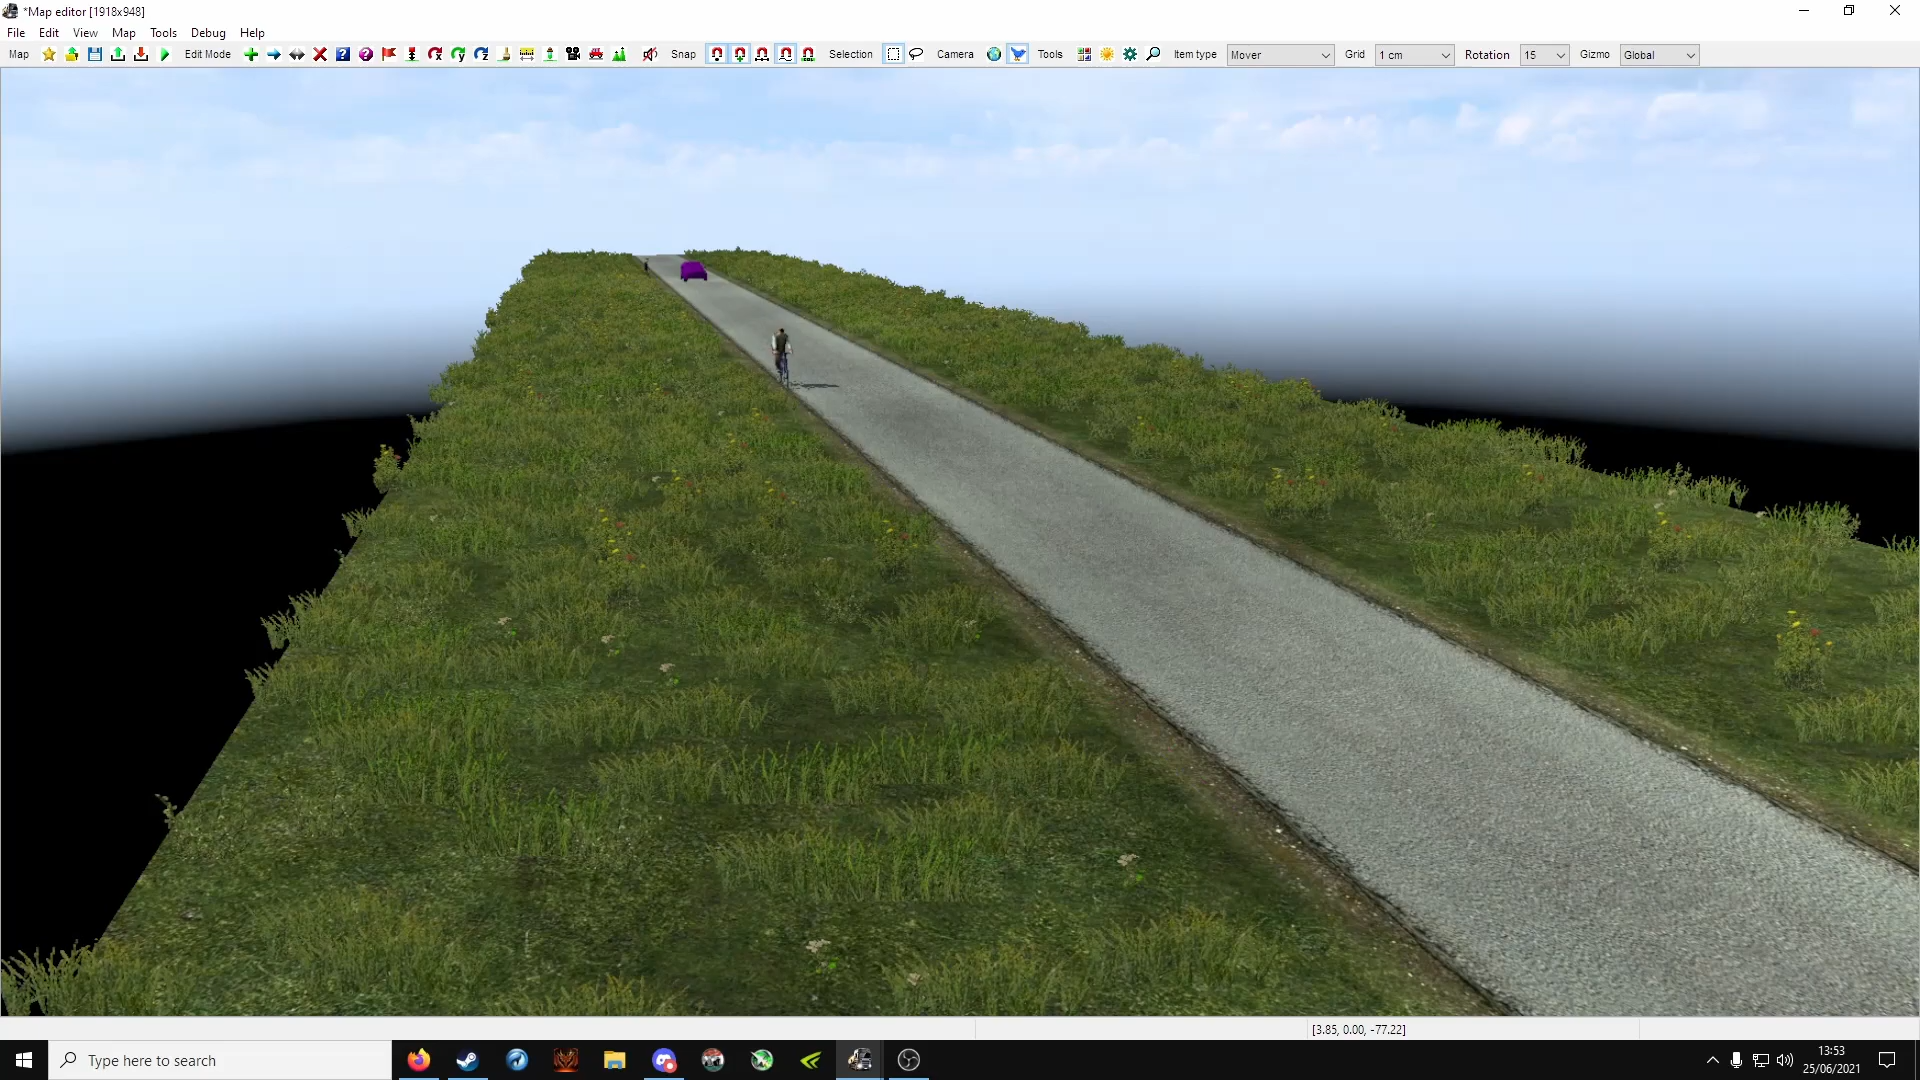 *Map editor [1918x948]
File Edit View Map Tools Debug Help
Map Edit Mode Snap Selection Camera Tools Item type Mover Grid 1 cm Rotation 15 Gizmo Global
[3.85, 0.00, -77.22]
Type here to search
13:53
25/06/2021